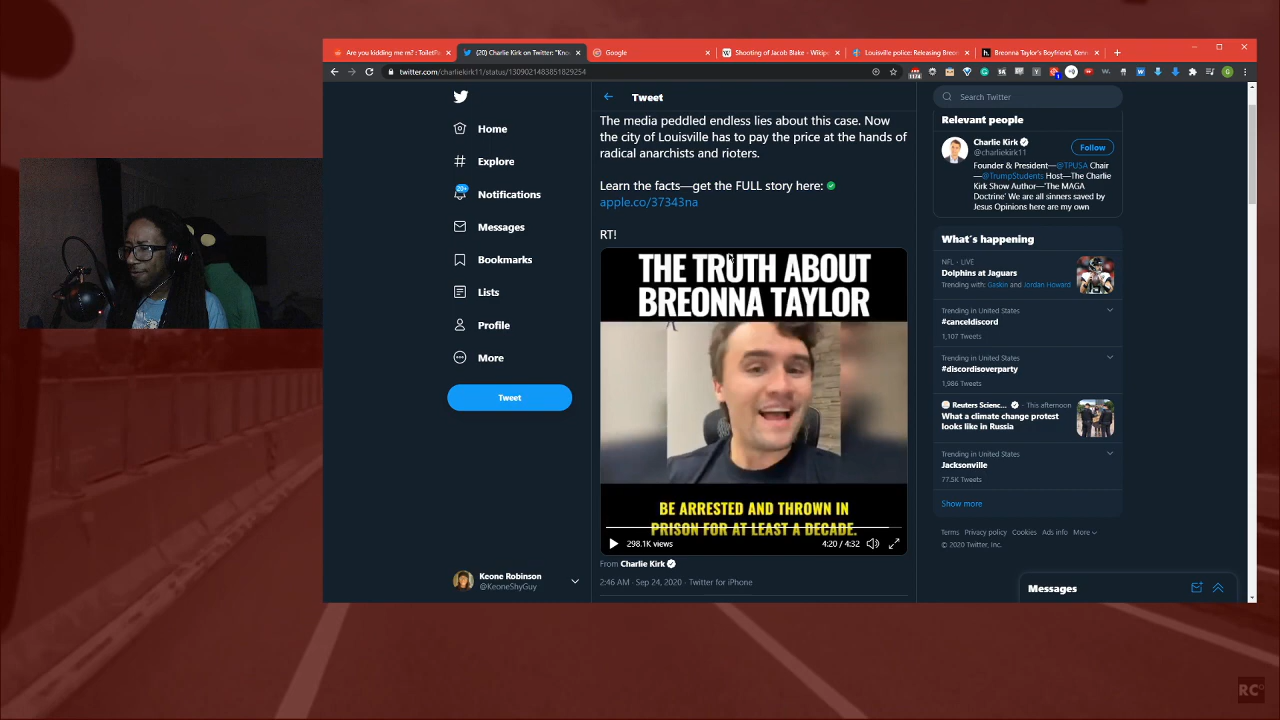 Are you kidding me rn? : ToiletPa
(20) Charlie Kirk on Twitter: "Kno
Google
Shooting of Jacob Blake - Wikip
Louisville police: Releasing Breon
Breonna Taylor's Boyfriend, Kenn
twitter.com/charliekirk11/status/1309021483851829254
Home
Explore
20+
Notifications
Messages
Bookmarks
Lists
Profile
More
Tweet
Keone Robinson
@KeoneShyGuy
Tweet
The media peddled endless lies about this case. Now
the city of Louisville has to pay the price at the hands of
radical anarchists and rioters.
Learn the facts—get the FULL story here:
apple.co/37343na
RT!
THE TRUTH ABOUT
BREONNA TAYLOR
BE ARRESTED AND THROWN IN
PRISON FOR AT LEAST A DECADE.
298.1K views
4:20 / 4:32
From Charlie Kirk
2:46 AM · Sep 24, 2020 · Twitter for iPhone
Search Twitter
Relevant people
Charlie Kirk
@charliekirk11
Follow
Founder & President—@TPUSA Chair
—@TrumpStudents Host—The Charlie
Kirk Show Author—'The MAGA
Doctrine' We are all sinners saved by
Jesus Opinions here are my own
What's happening
NFL · LIVE
Dolphins at Jaguars
Trending with: Gaskin and Jordan Howard
Trending in United States
#canceldiscord
1,107 Tweets
Trending in United States
#discordisoverparty
1,986 Tweets
Reuters Scienc... · This afternoon
What a climate change protest
looks like in Russia
Trending in United States
Jacksonville
77.5K Tweets
Show more
Terms Privacy policy Cookies Ads info More
© 2020 Twitter, Inc.
Messages
RC